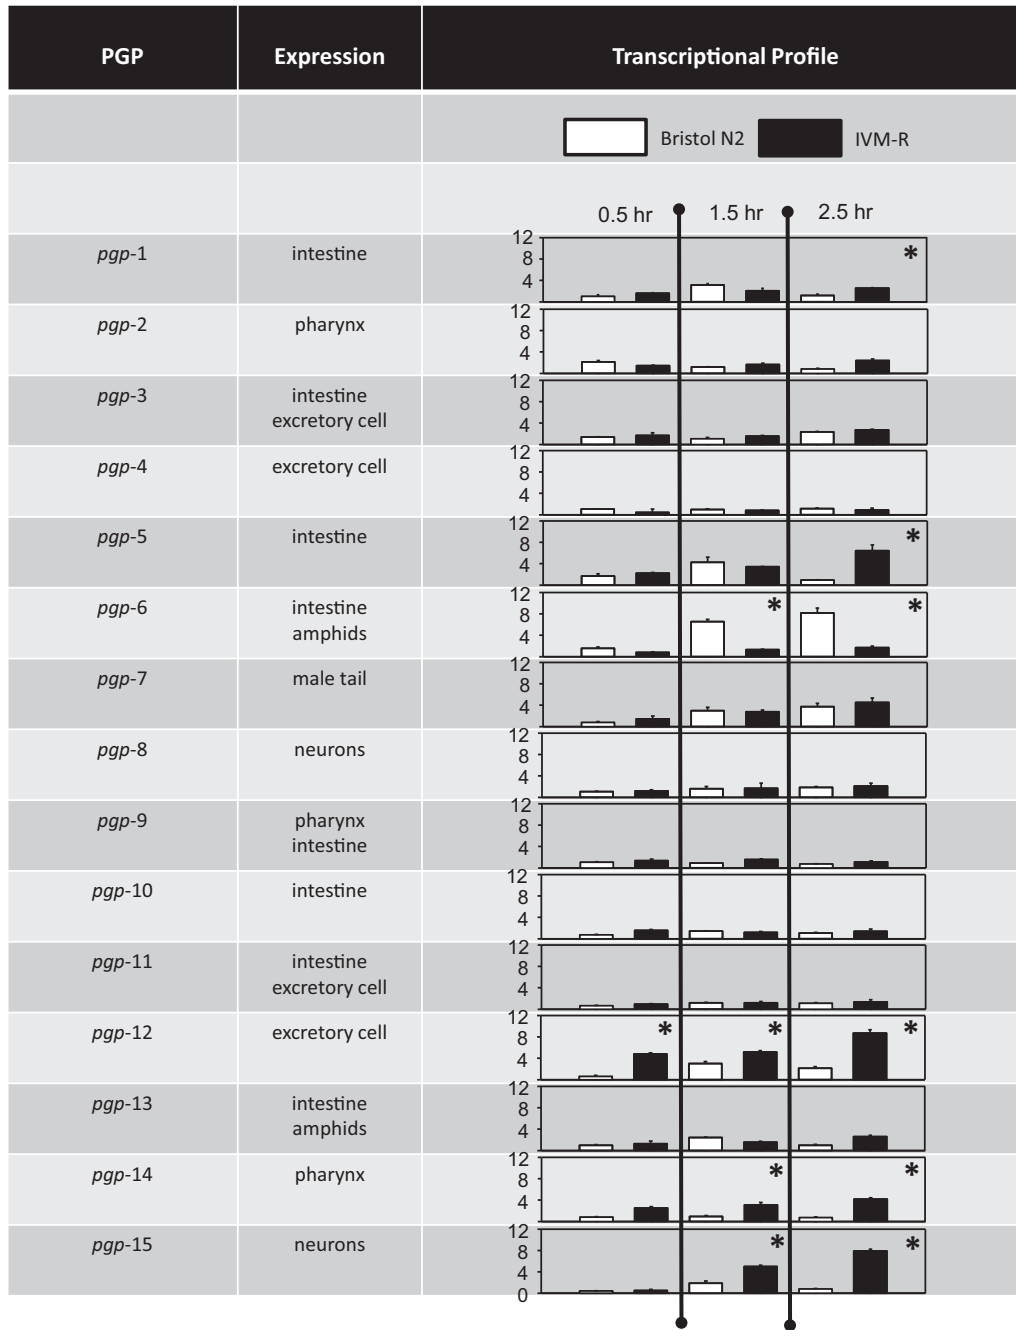 PGP Expression Transcriptional Profile
Bristol N2 IVM-R
0.5 hr 1.5 hr 2.5 hr
12
pgp-1 intestine 8 *
4
12
pgp-2 pharynx 8
4
12
pgp-3 intestine 8
excretory cell 4
12
pgp-4 excretory cell 8
4
12
pgp-5 intestine 8 *
4
12
pgp-6 intestine 8 * *
amphids 4
12
pgp-7 male tail 8
4
12
pgp-8 neurons 8
4
12
pgp-9 pharynx 8
intestine 4
12
pgp-10 intestine 8
4
12
pgp-11 intestine 8
excretory cell 4
12
pgp-12 excretory cell 8 * * *
4
12
pgp-13 intestine 8
amphids 4
12
pgp-14 pharynx 8 * *
4
12
pgp-15 neurons 8 * *
4
0